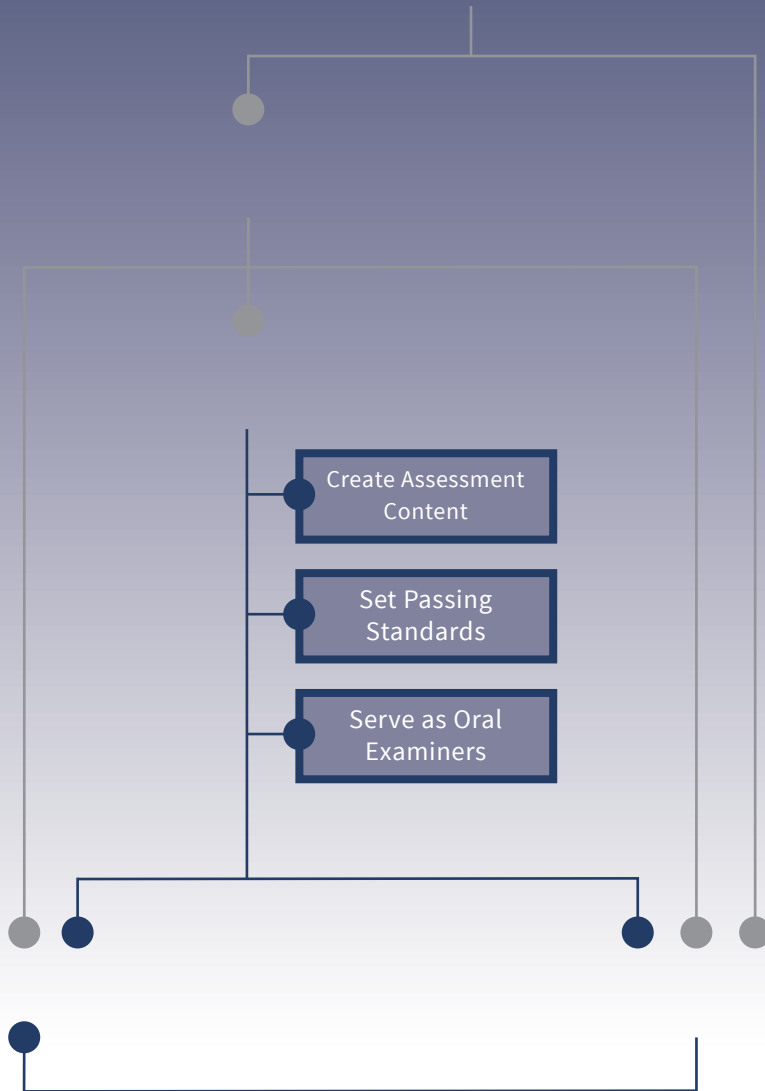 Create Assessment
Content
Set Passing
Standards
Serve as Oral
Examiners